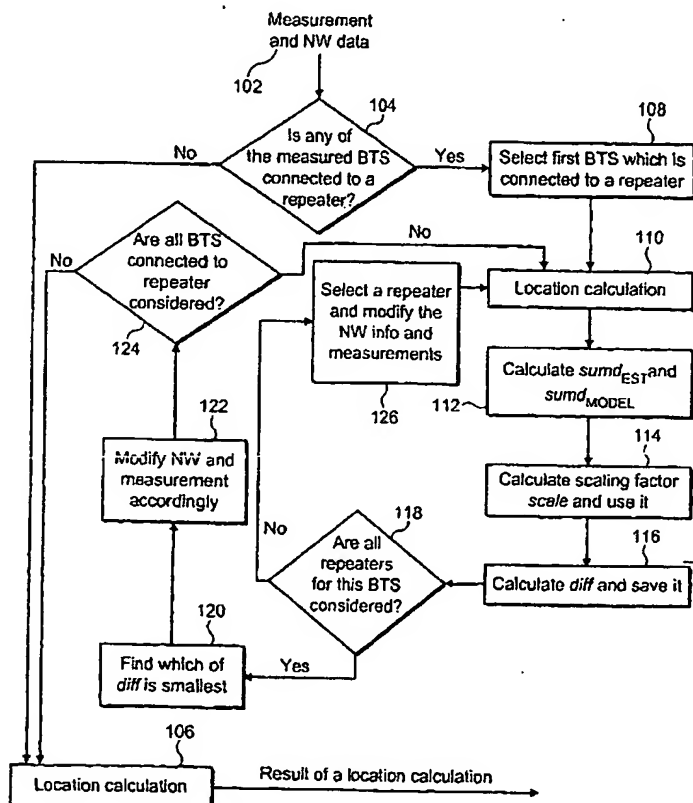 Measurement
and NW data
102
104
Is any of
the measured BTS
connected to a
repeater?
No
Yes
108
Select first BTS which is
connected to a repeater
Are all BTS
connected to
repeater
considered?
No
No
124
110
Location calculation
Select a repeater
and modify the
NW info and
measurements
126
Calculate sumdEST and
sumdMODEL
112
114
Calculate scaling factor
scale and use it
122
Modify NW and
measurement
accordingly
No
118
Are all
repeaters
for this BTS
considered?
116
Calculate diff and save it
120
Find which of
diff is smallest
Yes
106
Location calculation
Result of a location calculation